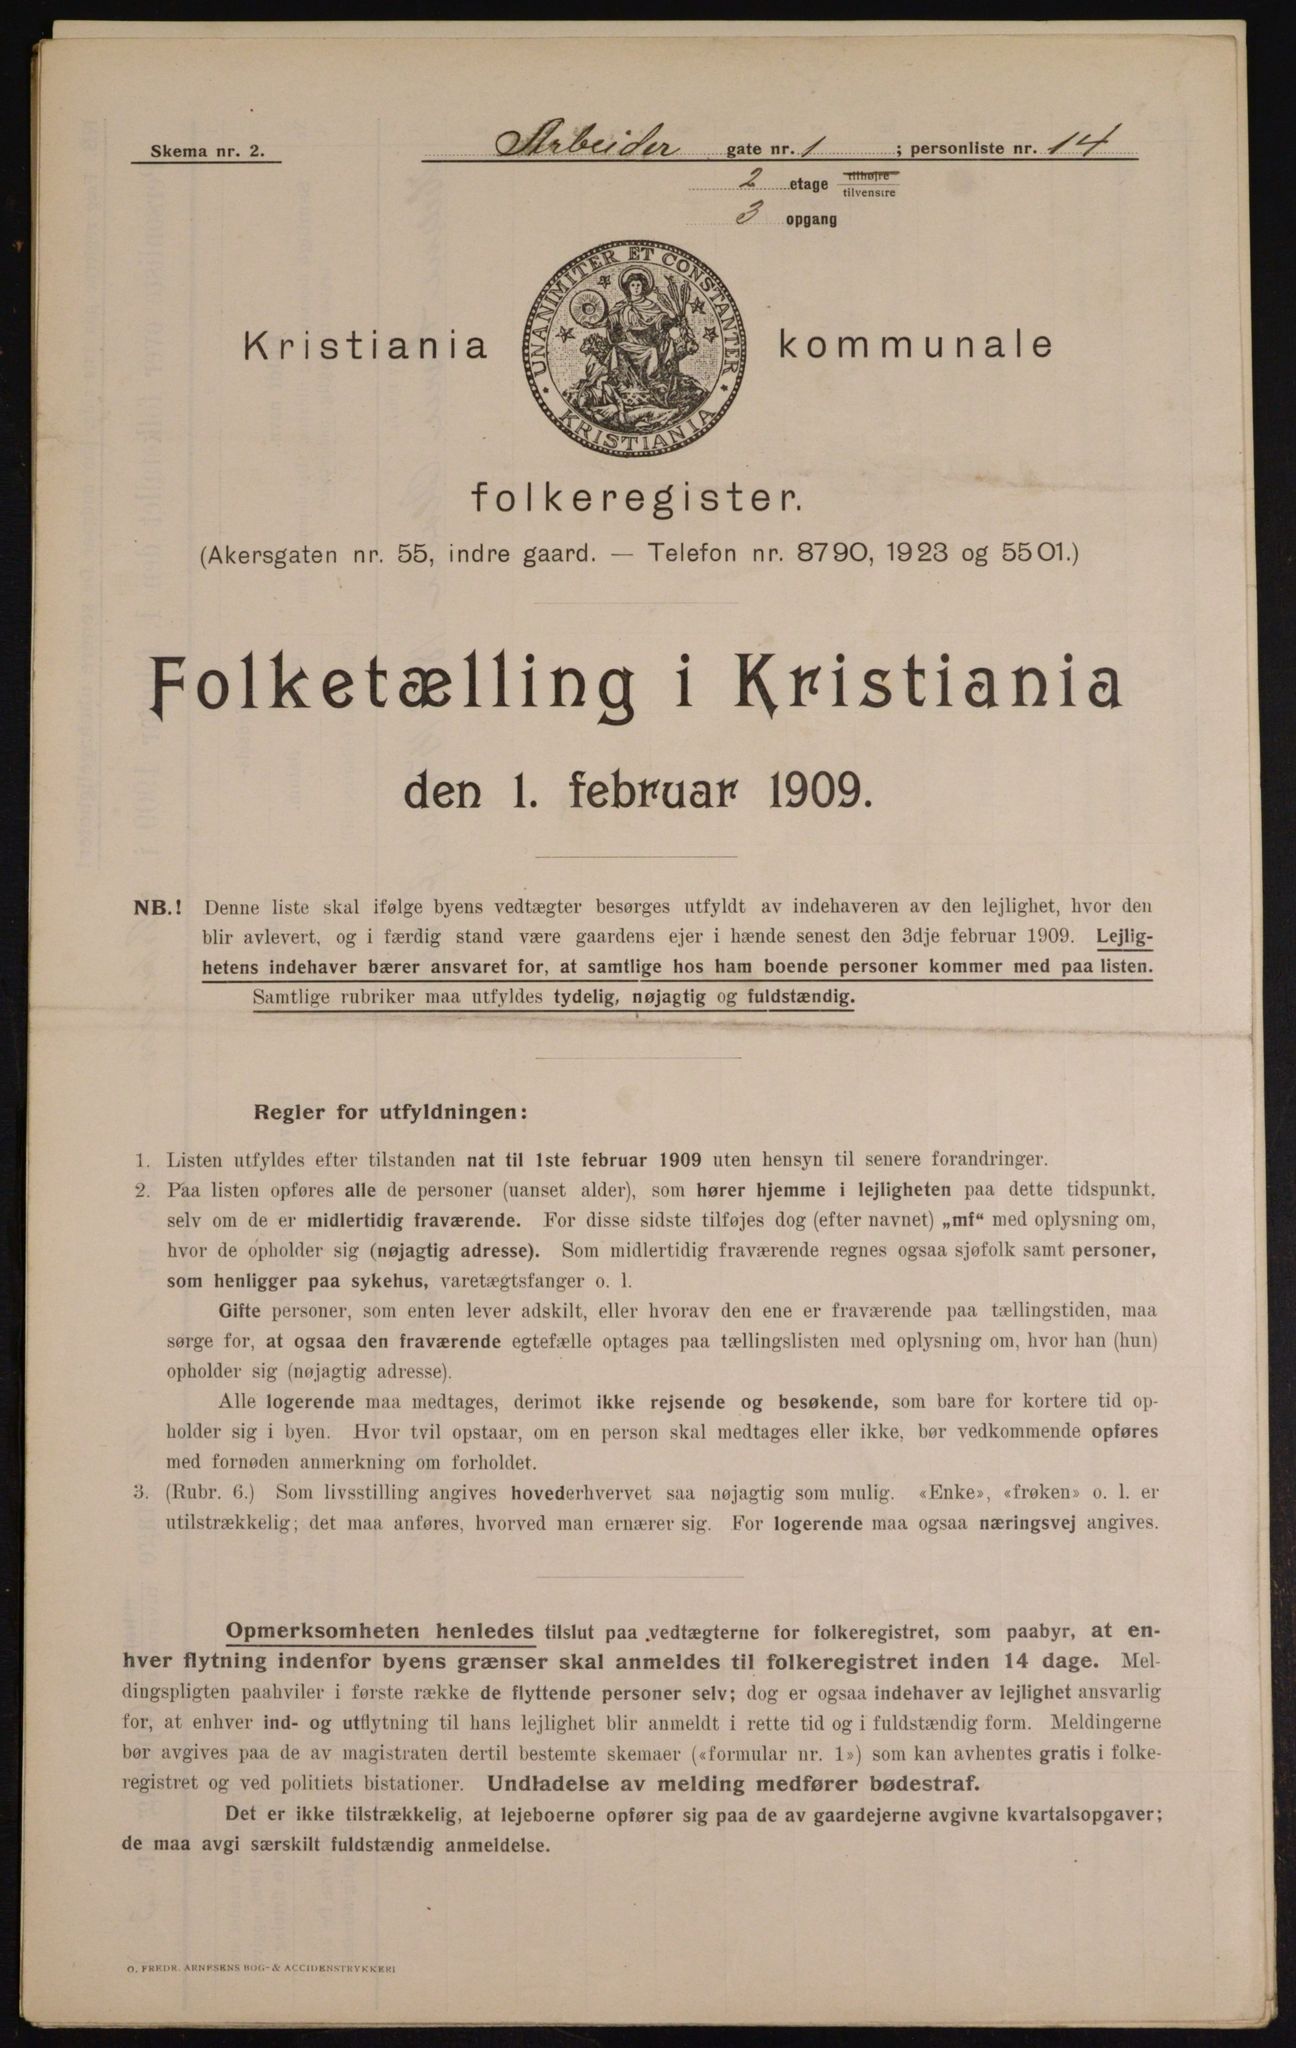 Skema nr. 2.
Arbeider gate nr. 1 ; personliste nr. 14
2 etage tilhøjre
tilvenstre
3 opgang
UNANIMITER ET CONSTANTER
KRISTIANIA
Kristiania kommunale
folkeregister.
(Akersgaten nr. 55, indre gaard. — Telefon nr. 8790, 1923 og 5501.)
Folketælling i Kristiania
den 1. februar 1909.
NB.! Denne liste skal ifølge byens vedtægter besørges utfyldt av indehaveren av den lejlighet, hvor den
blir avlevert, og i færdig stand være gaardens ejer i hænde senest den 3dje februar 1909. Lejlig-
hetens indehaver bærer ansvaret for, at samtlige hos ham boende personer kommer med paa listen.
Samtlige rubriker maa utfyldes tydelig, nøjagtig og fuldstændig.
Regler for utfyldningen:
1. Listen utfyldes efter tilstanden nat til 1ste februar 1909 uten hensyn til senere forandringer.
2. Paa listen opføres alle de personer (uanset alder), som hører hjemme i lejligheten paa dette tidspunkt,
selv om de er midlertidig fraværende. For disse sidste tilføjes dog (efter navnet) „mf“ med oplysning om,
hvor de opholder sig (nøjagtig adresse). Som midlertidig fraværende regnes ogsaa sjøfolk samt personer,
som henligger paa sykehus, varetægtsfanger o. l.
Gifte personer, som enten lever adskilt, eller hvorav den ene er fraværende paa tællingstiden, maa
sørge for, at ogsaa den fraværende egtefælle optages paa tællingslisten med oplysning om, hvor han (hun)
opholder sig (nøjagtig adresse).
Alle logerende maa medtages, derimot ikke rejsende og besøkende, som bare for kortere tid op-
holder sig i byen. Hvor tvil opstaar, om en person skal medtages eller ikke, bør vedkommende opføres
med fornøden anmerkning om forholdet.
3. (Rubr. 6.) Som livsstilling angives hovederhvervet saa nøjagtig som mulig. «Enke», «frøken» o. l. er
utilstrækkelig; det maa anføres, hvorved man ernærer sig. For logerende maa ogsaa næringsvej angives.
Opmerksomheten henledes tilslut paa vedtægterne for folkeregistret, som paabyr, at en-
hver flytning indenfor byens grænser skal anmeldes til folkeregistret inden 14 dage. Mel-
dingspligten paahviler i første række de flyttende personer selv; dog er ogsaa indehaver av lejlighet ansvarlig
for, at enhver ind- og utflytning til hans lejlighet blir anmeldt i rette tid og i fuldstændig form. Meldingerne
bør avgives paa de av magistraten dertil bestemte skemaer («formular nr. 1») som kan avhentes gratis i folke-
registret og ved politiets bistationer. Undladelse av melding medfører bødestraf.
Det er ikke tilstrækkelig, at lejeboerne opfører sig paa de av gaardejerne avgivne kvartalsopgaver;
de maa avgi særskilt fuldstændig anmeldelse.
O. FREDR. ARNESENS BOG- & ACCIDENSTRYKKERI